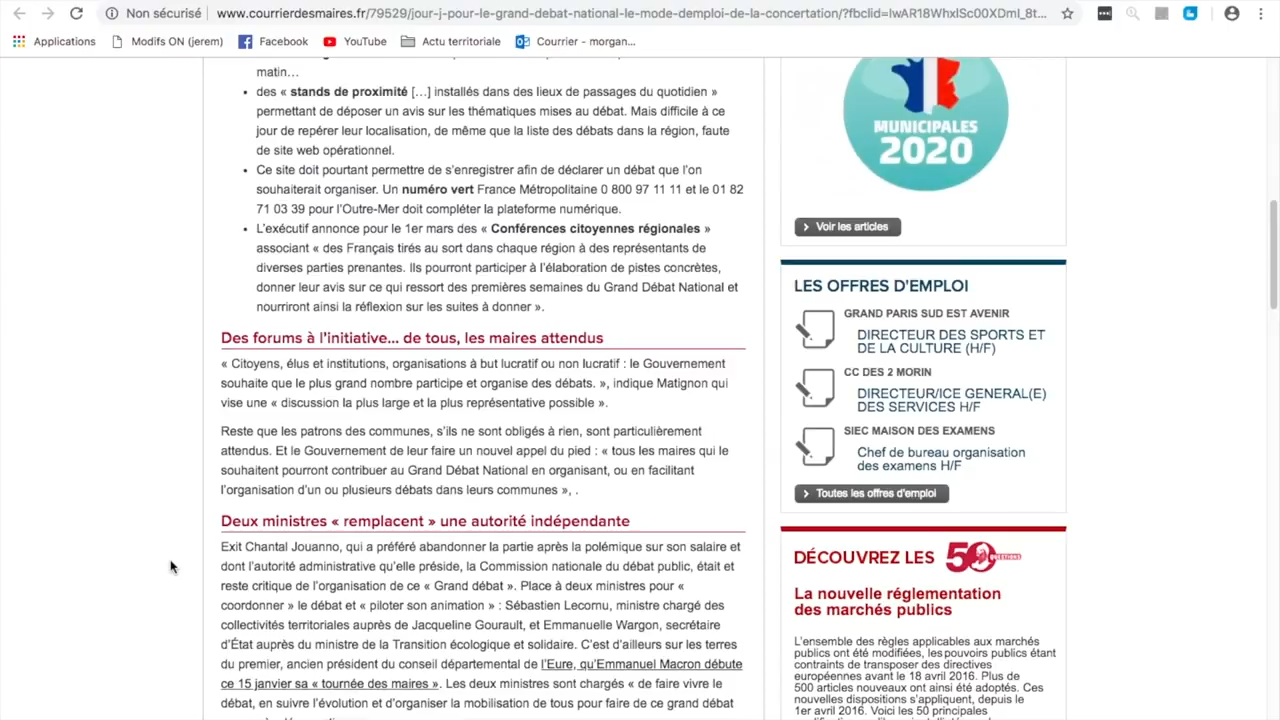 Non sécurisé
www.courrierdesmaires.fr/79529/jour-j-pour-le-grand-debat-national-le-mode-demploi-de-la-concertation/?fbclid=IwAR18WhxlSc00XDmI_8t...
Applications
Modifs ON (jerem)
Facebook
YouTube
Actu territoriale
Courrier - morgan...
matin…
• des « stands de proximité […] installés dans des lieux de passages du quotidien »
permettant de déposer un avis sur les thématiques mises au débat. Mais difficile à ce
jour de repérer leur localisation, de même que la liste des débats dans la région, faute
de site web opérationnel.
• Ce site doit pourtant permettre de s’enregistrer afin de déclarer un débat que l’on
souhaiterait organiser. Un numéro vert France Métropolitaine 0 800 97 11 11 et le 01 82
71 03 39 pour l’Outre-Mer doit compléter la plateforme numérique.
• L’exécutif annonce pour le 1er mars des « Conférences citoyennes régionales »
associant « des Français tirés au sort dans chaque région à des représentants de
diverses parties prenantes. Ils pourront participer à l’élaboration de pistes concrètes,
donner leur avis sur ce qui ressort des premières semaines du Grand Débat National et
nourriront ainsi la réflexion sur les suites à donner ».
Des forums à l’initiative… de tous, les maires attendus
« Citoyens, élus et institutions, organisations à but lucratif ou non lucratif : le Gouvernement
souhaite que le plus grand nombre participe et organise des débats. », indique Matignon qui
vise une « discussion la plus large et la plus représentative possible ».
Reste que les patrons des communes, s’ils ne sont obligés à rien, sont particulièrement
attendus. Et le Gouvernement de leur faire un nouvel appel du pied : « tous les maires qui le
souhaitent pourront contribuer au Grand Débat National en organisant, ou en facilitant
l’organisation d’un ou plusieurs débats dans leurs communes », .
Deux ministres « remplacent » une autorité indépendante
Exit Chantal Jouanno, qui a préféré abandonner la partie après la polémique sur son salaire et
dont l’autorité administrative qu’elle préside, la Commission nationale du débat public, était et
reste critique de l’organisation de ce « Grand débat ». Place à deux ministres pour «
coordonner » le débat et « piloter son animation » : Sébastien Lecornu, ministre chargé des
collectivités territoriales auprès de Jacqueline Gourault, et Emmanuelle Wargon, secrétaire
d’État auprès du ministre de la Transition écologique et solidaire. C’est d’ailleurs sur les terres
du premier, ancien président du conseil départemental de l’Eure, qu’Emmanuel Macron débute
ce 15 janvier sa « tournée des maires ». Les deux ministres sont chargés « de faire vivre le
débat, en suivre l’évolution et d’organiser la mobilisation de tous pour faire de ce grand débat
MUNICIPALES
2020
Voir les articles
LES OFFRES D’EMPLOI
GRAND PARIS SUD EST AVENIR
DIRECTEUR DES SPORTS ET
DE LA CULTURE (H/F)
CC DES 2 MORIN
DIRECTEUR/ICE GENERAL(E)
DES SERVICES H/F
SIEC MAISON DES EXAMENS
Chef de bureau organisation
des examens H/F
Toutes les offres d'emploi
DÉCOUVREZ LES 50 QUESTIONS
La nouvelle réglementation
des marchés publics
L’ensemble des règles applicables aux marchés
publics ont été modifiées, les pouvoirs publics étant
contraints de transposer des directives
européennes avant le 18 avril 2016. Plus de
500 articles nouveaux ont ainsi été adoptés. Ces
nouvelles dispositions s’appliquent, depuis le
1er avril 2016. Voici les 50 principales